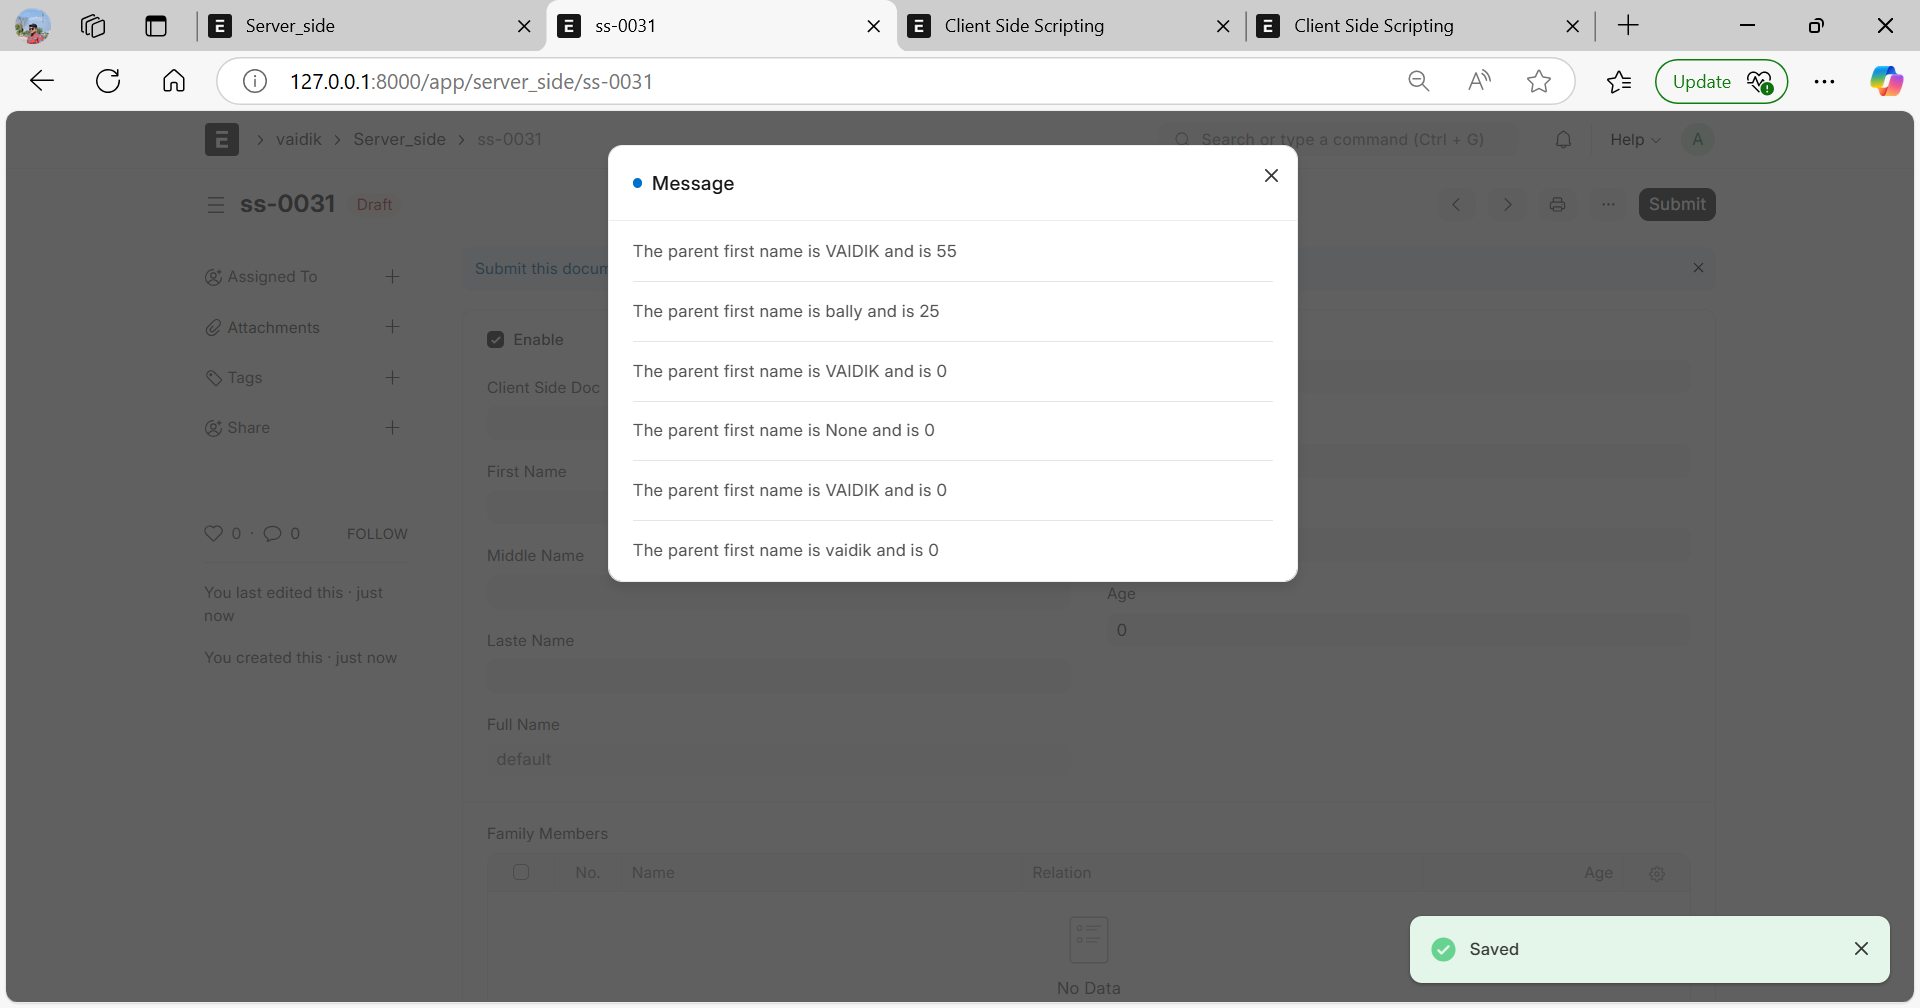 Server_side
ss-0031
Client Side Scripting
Client Side Scripting
127.0.0.1:8000/app/server_side/ss-0031
Update
E > vaidik > Server_side > ss-0031
Search or type a command (Ctrl + G)
Help
A
ss-0031 Draft
Submit
Message
The parent first name is VAIDIK and is 55
The parent first name is bally and is 25
The parent first name is VAIDIK and is 0
The parent first name is None and is 0
The parent first name is VAIDIK and is 0
The parent first name is vaidik and is 0
Assigned To
Attachments
Tags
Share
0 · 0 FOLLOW
You last edited this · just
now
You created this · just now
Submit this docum
Enable
Client Side Doc
First Name
Middle Name
Laste Name
Full Name
default
Age
0
Family Members
No. Name Relation Age
No Data
Saved